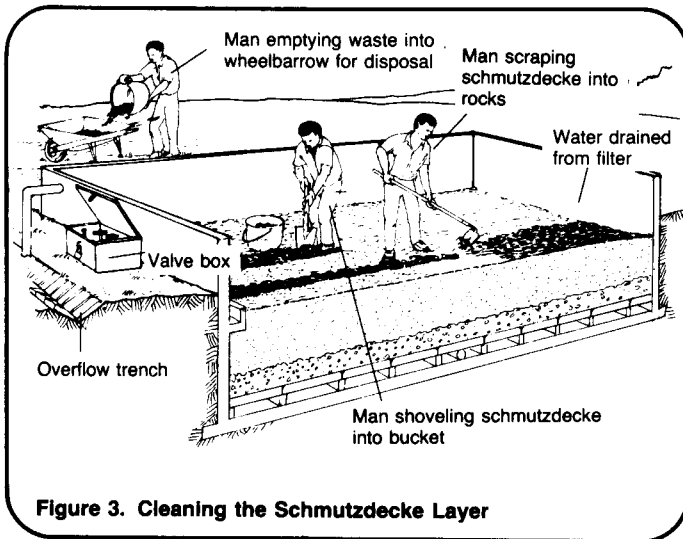 Man emptying waste into
wheelbarrow for disposal
Man scraping
schmutzdecke into
rocks
Water drained
from filter
Valve box
Overflow trench
Man shoveling schmutzdecke
into bucket
Figure 3. Cleaning the Schmutzdecke Layer